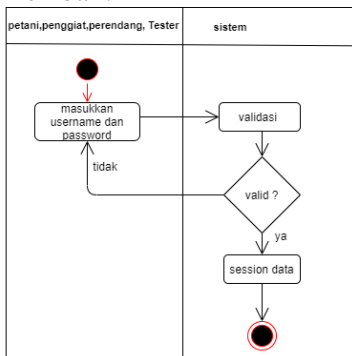 petani,penggiat,perendang, Tester
sistem
masukkan
username dan
password
validasi
tidak
valid ?
ya
session data